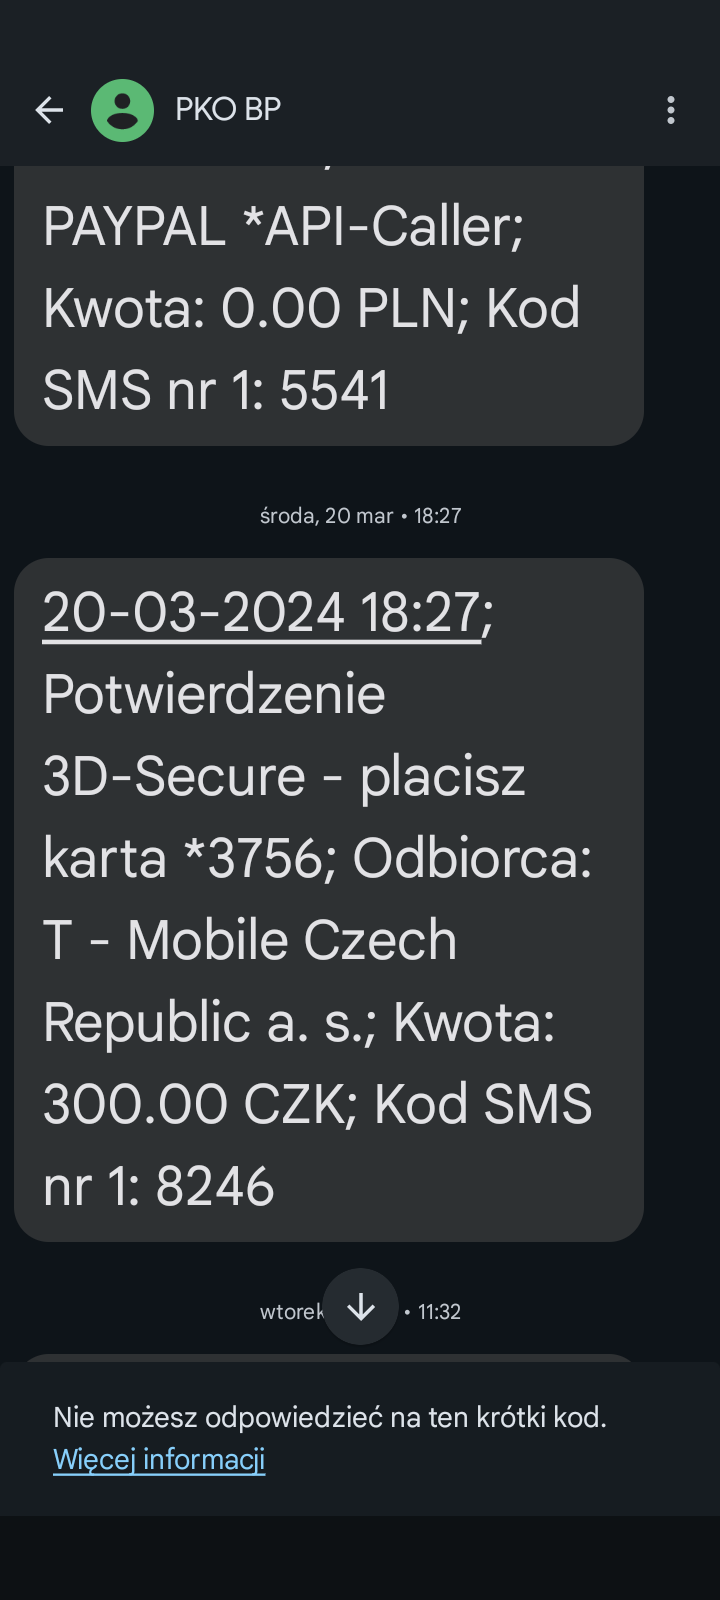 PKO BP
PAYPAL *API-Caller;
Kwota: 0.00 PLN; Kod
SMS nr 1: 5541
środa, 20 mar • 18:27
20-03-2024 18:27;
Potwierdzenie
3D-Secure - placisz
karta *3756; Odbiorca:
T - Mobile Czech
Republic a. s.; Kwota:
300.00 CZK; Kod SMS
nr 1: 8246
wtorek • 11:32
Nie możesz odpowiedzieć na ten krótki kod.
Więcej informacji